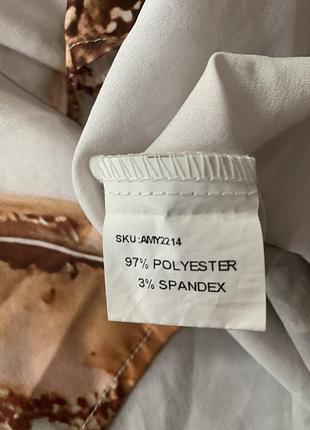 SKU:AMY2214
97% POLYESTER
3% SPANDEX